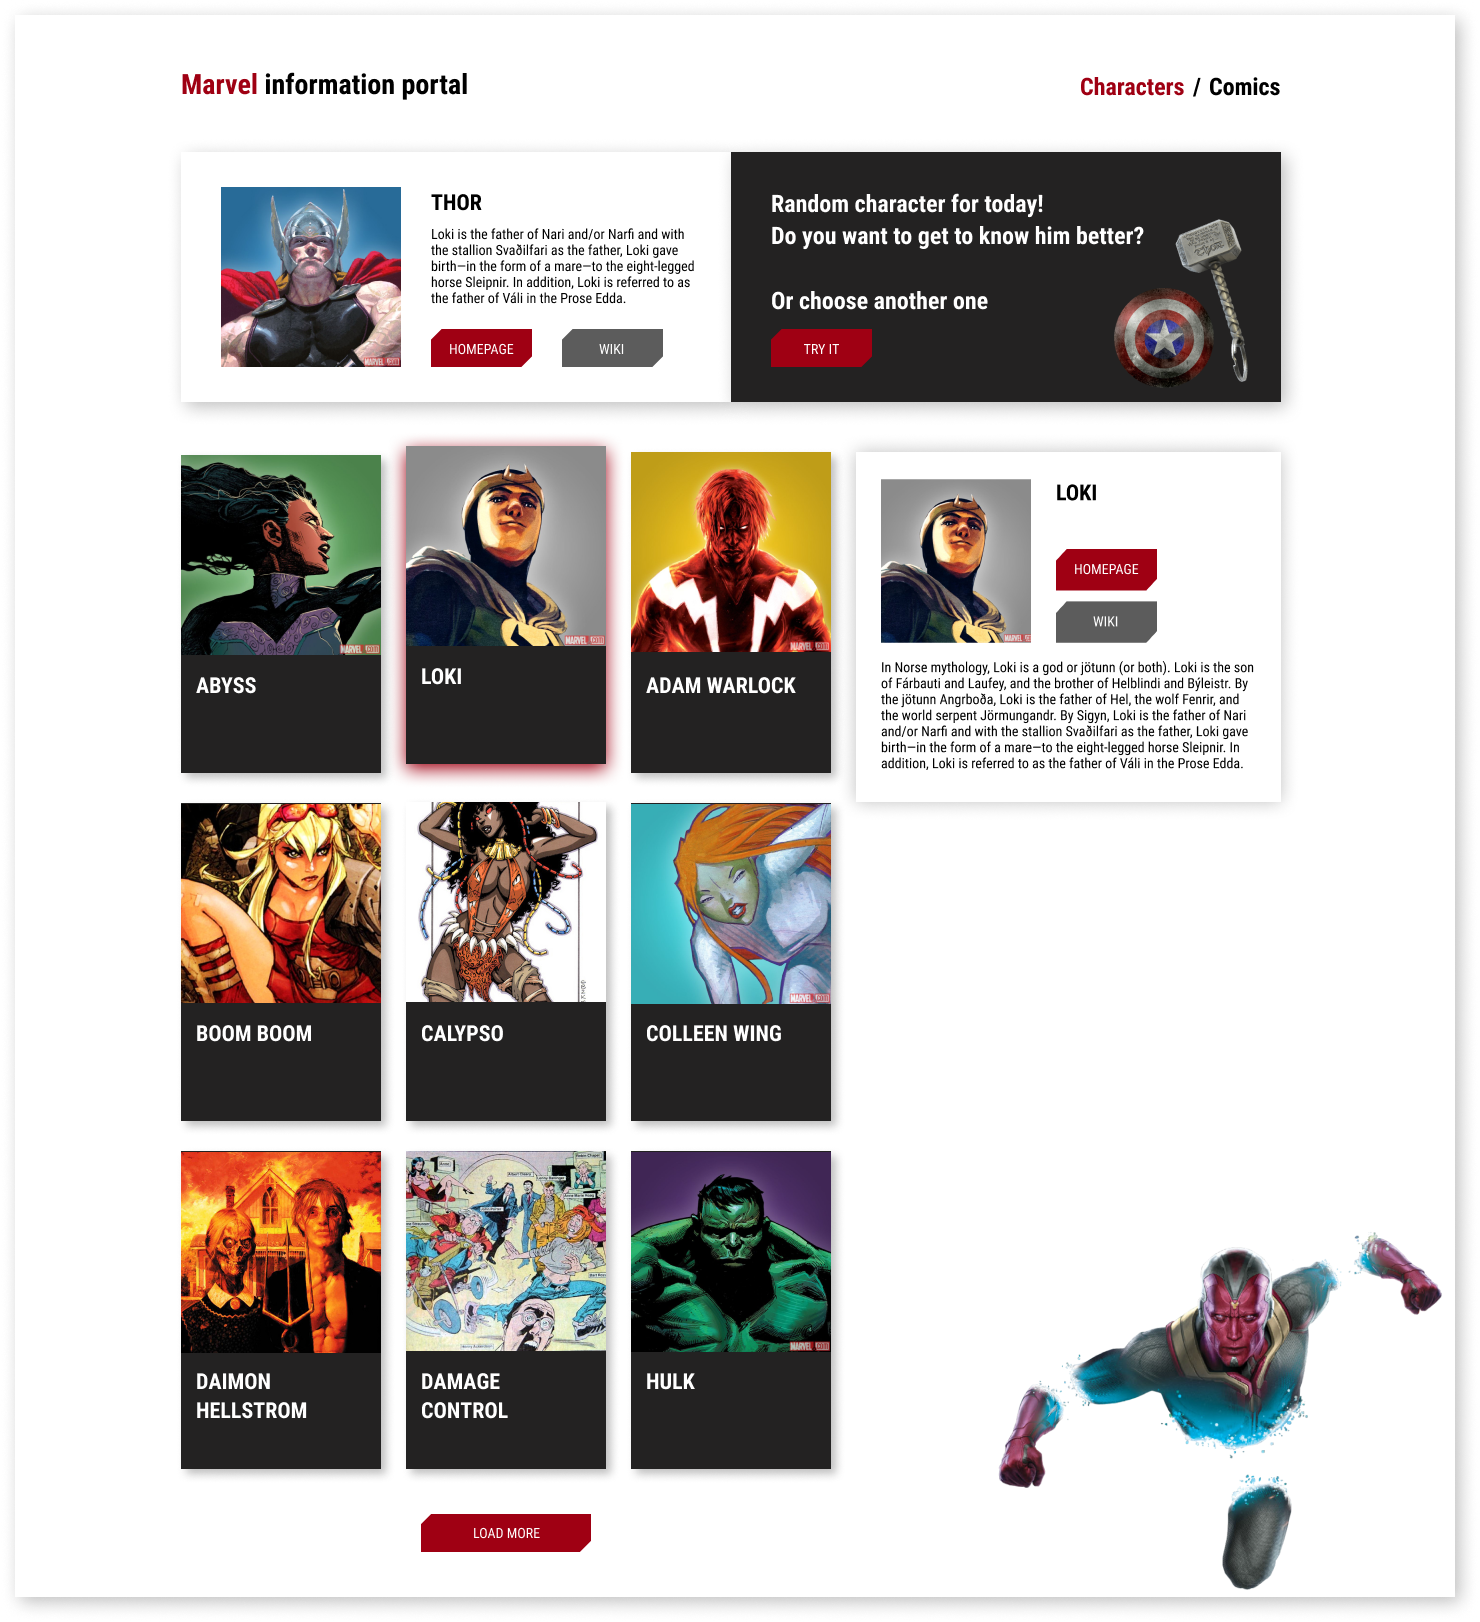 Marvel information portal
Characters / Comics
THOR
Loki is the father of Nari and/or Narfi and with
the stallion Svaðilfari as the father, Loki gave
birth—in the form of a mare—to the eight-legged
horse Sleipnir. In addition, Loki is referred to as
the father of Váli in the Prose Edda.
HOMEPAGE
WIKI
Random character for today!
Do you want to get to know him better?
Or choose another one
TRY IT
MARVEL
ABYSS
MARVEL
LOKI
MARVEL
ADAM WARLOCK
MARVEL
LOKI
HOMEPAGE
WIKI
In Norse mythology, Loki is a god or jötunn (or both). Loki is the son
of Fárbauti and Laufey, and the brother of Helblindi and Býleistr. By
the jötunn Angrboða, Loki is the father of Hel, the wolf Fenrir, and
the world serpent Jörmungandr. By Sigyn, Loki is the father of Nari
and/or Narfi and with the stallion Svaðilfari as the father, Loki gave
birth—in the form of a mare—to the eight-legged horse Sleipnir. In
addition, Loki is referred to as the father of Váli in the Prose Edda.
BOOM BOOM
CALYPSO
COLLEEN WING
MARVEL
DAIMON
HELLSTROM
DAMAGE
CONTROL
HULK
MARVEL
LOAD MORE